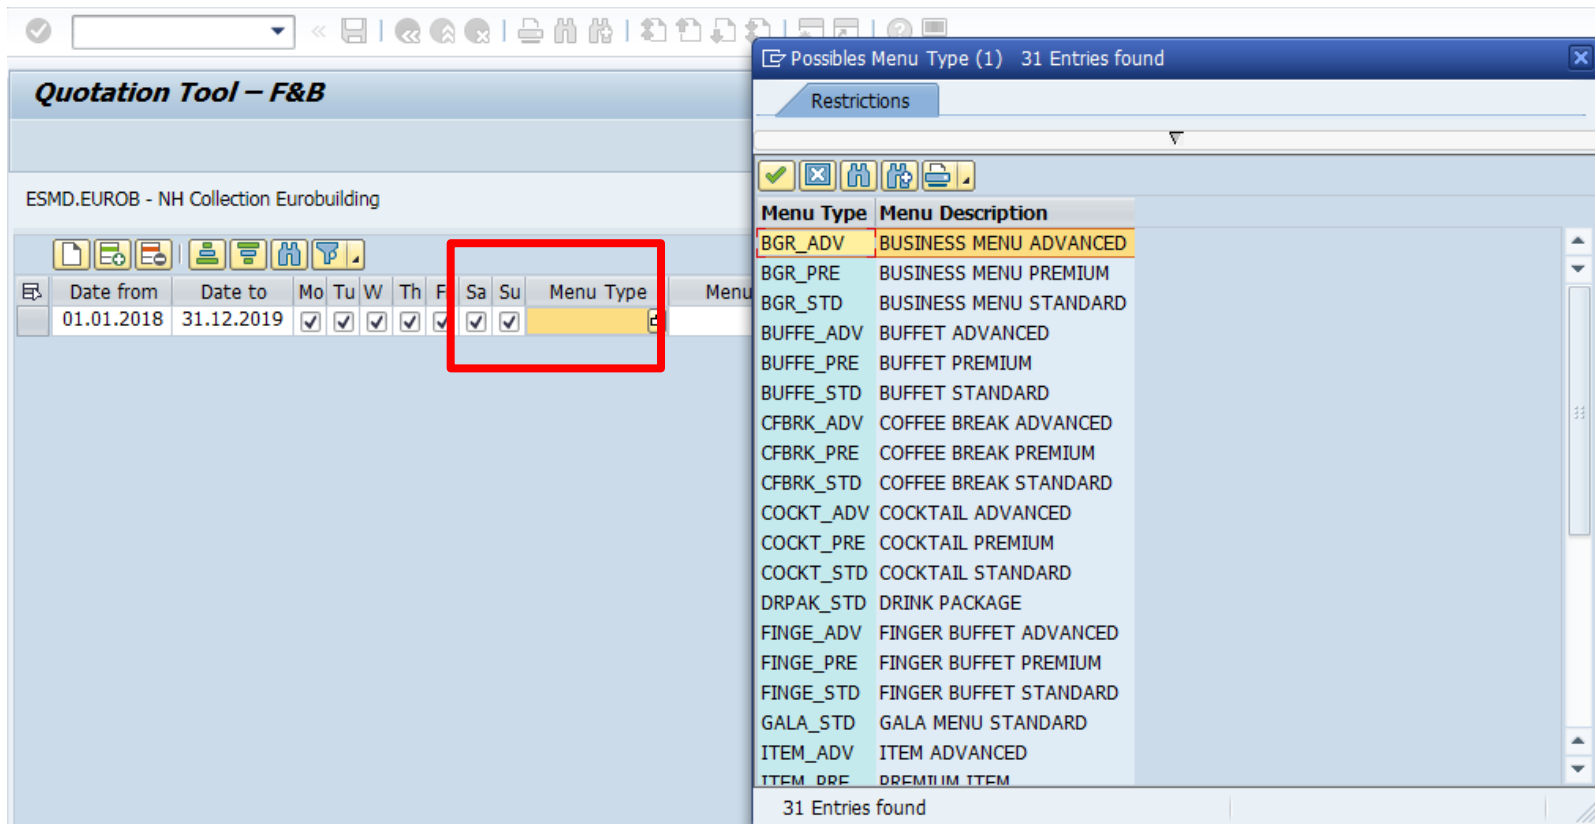 Quotation Tool – F&B
ESMD.EUROB - NH Collection Eurobuilding
Date from Date to Mo Tu W Th F Sa Su Menu Type Menu
01.01.2018 31.12.2019
Possibles Menu Type (1) 31 Entries found
Restrictions
Menu Type Menu Description
BGR_ADV BUSINESS MENU ADVANCED
BGR_PRE BUSINESS MENU PREMIUM
BGR_STD BUSINESS MENU STANDARD
BUFFE_ADV BUFFET ADVANCED
BUFFE_PRE BUFFET PREMIUM
BUFFE_STD BUFFET STANDARD
CFBRK_ADV COFFEE BREAK ADVANCED
CFBRK_PRE COFFEE BREAK PREMIUM
CFBRK_STD COFFEE BREAK STANDARD
COCKT_ADV COCKTAIL ADVANCED
COCKT_PRE COCKTAIL PREMIUM
COCKT_STD COCKTAIL STANDARD
DRPAK_STD DRINK PACKAGE
FINGE_ADV FINGER BUFFET ADVANCED
FINGE_PRE FINGER BUFFET PREMIUM
FINGE_STD FINGER BUFFET STANDARD
GALA_STD GALA MENU STANDARD
ITEM_ADV ITEM ADVANCED
ITEM_PRE PREMIUM ITEM
31 Entries found